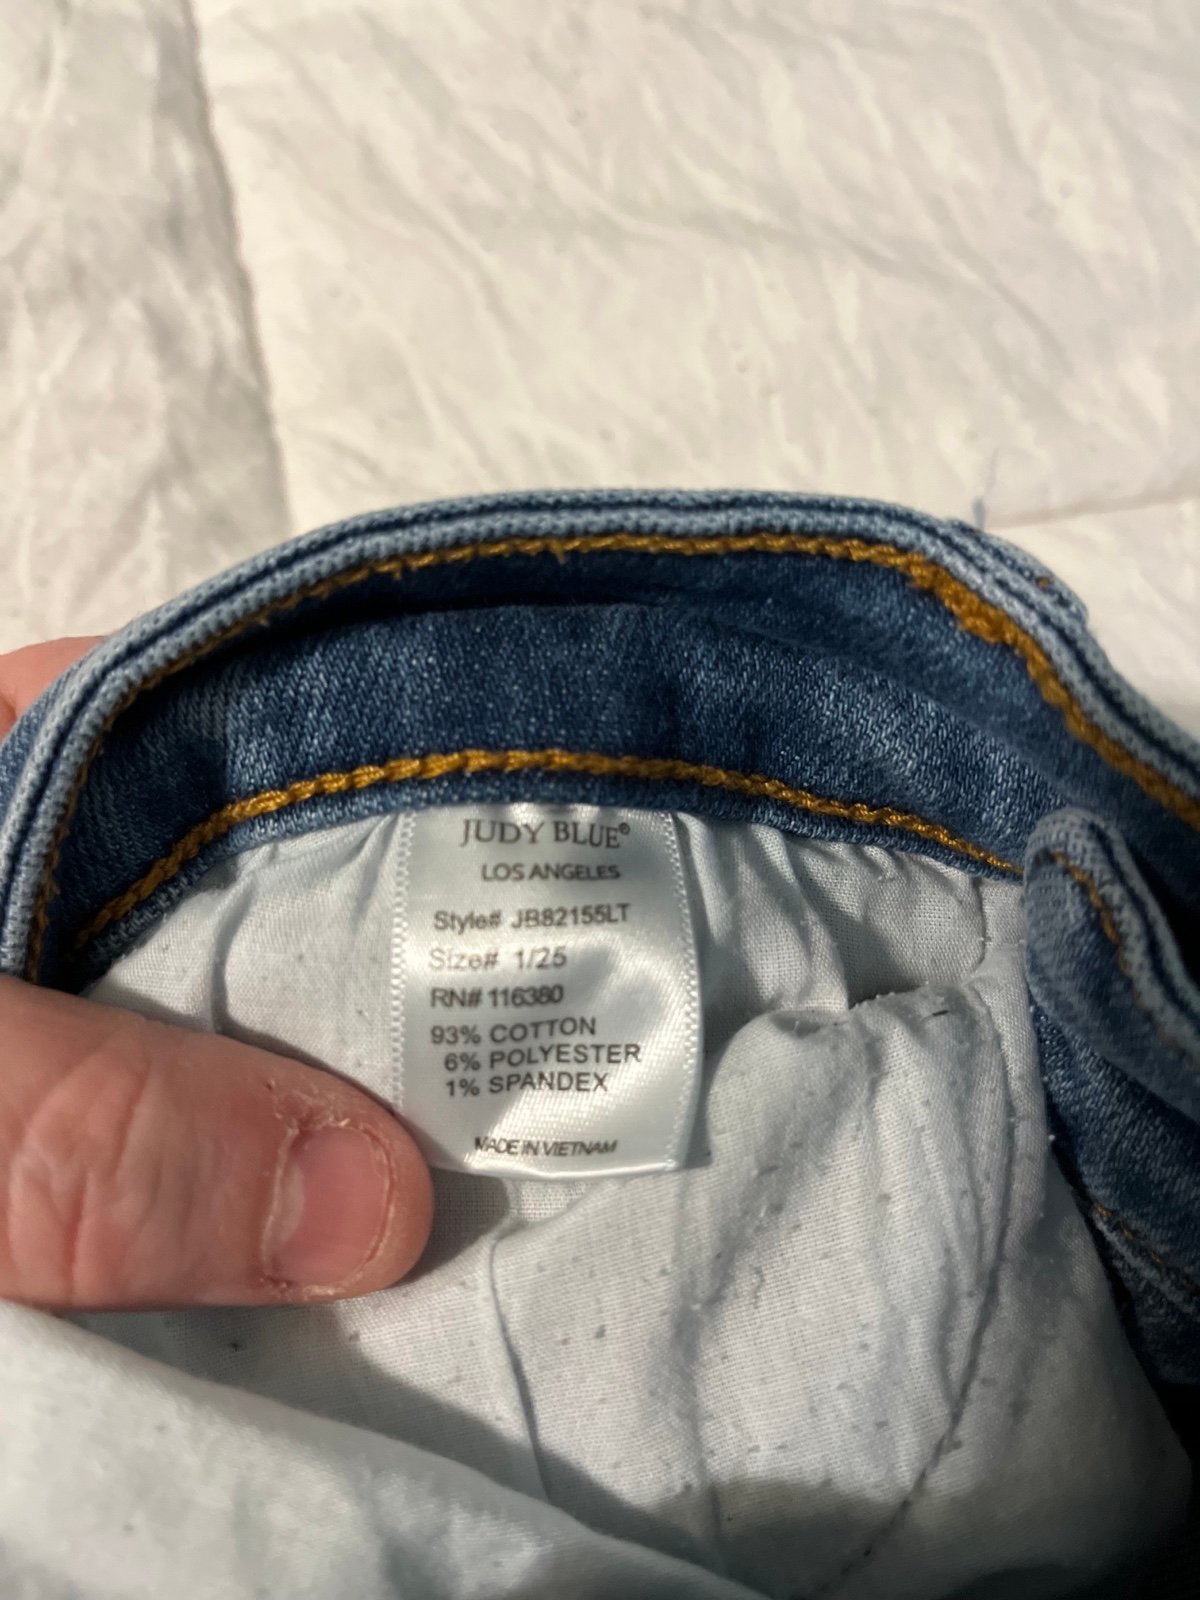 JUDY BLUE®
LOS ANGELES
Style# JB82155LT
Size# 1/25
RN# 116380
93% COTTON
6% POLYESTER
1% SPANDEX
MADE IN VIETNAM